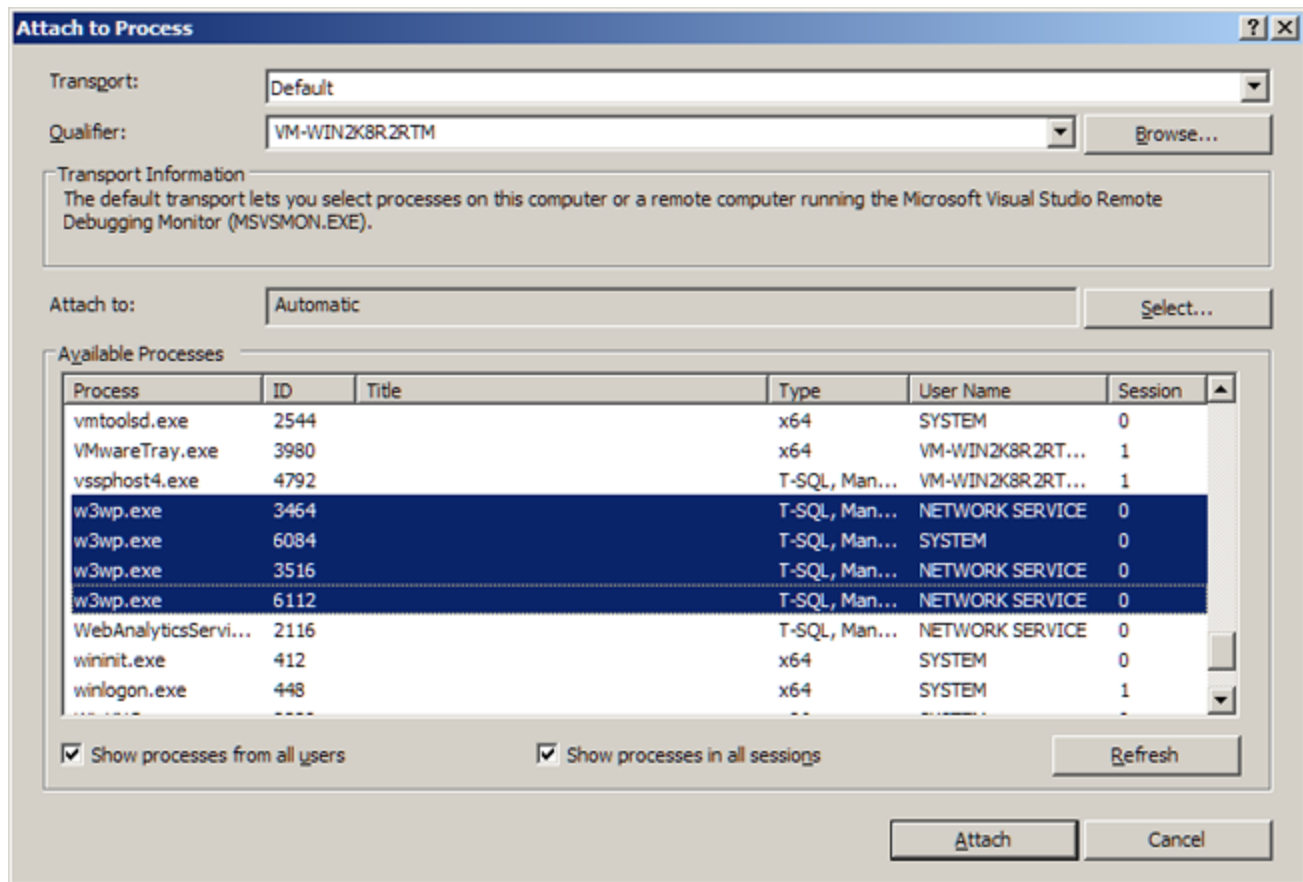 Attach to Process
Transport: Default
Qualifier: VM-WIN2K8R2RTM Browse...
Transport Information
The default transport lets you select processes on this computer or a remote computer running the Microsoft Visual Studio Remote
Debugging Monitor (MSVSMON.EXE).
Attach to: Automatic Select...
Available Processes
Process ID Title Type User Name Session
vmtoolsd.exe 2544 x64 SYSTEM 0
VMwareTray.exe 3980 x64 VM-WIN2K8R2RT... 1
vssphost4.exe 4792 T-SQL, Man... VM-WIN2K8R2RT... 1
w3wp.exe 3464 T-SQL, Man... NETWORK SERVICE 0
w3wp.exe 6084 T-SQL, Man... SYSTEM 0
w3wp.exe 3516 T-SQL, Man... NETWORK SERVICE 0
w3wp.exe 6112 T-SQL, Man... NETWORK SERVICE 0
WebAnalyticsServi... 2116 T-SQL, Man... NETWORK SERVICE 0
wininit.exe 412 x64 SYSTEM 0
winlogon.exe 448 x64 SYSTEM 1
Show processes from all users Show processes in all sessions Refresh
Attach Cancel